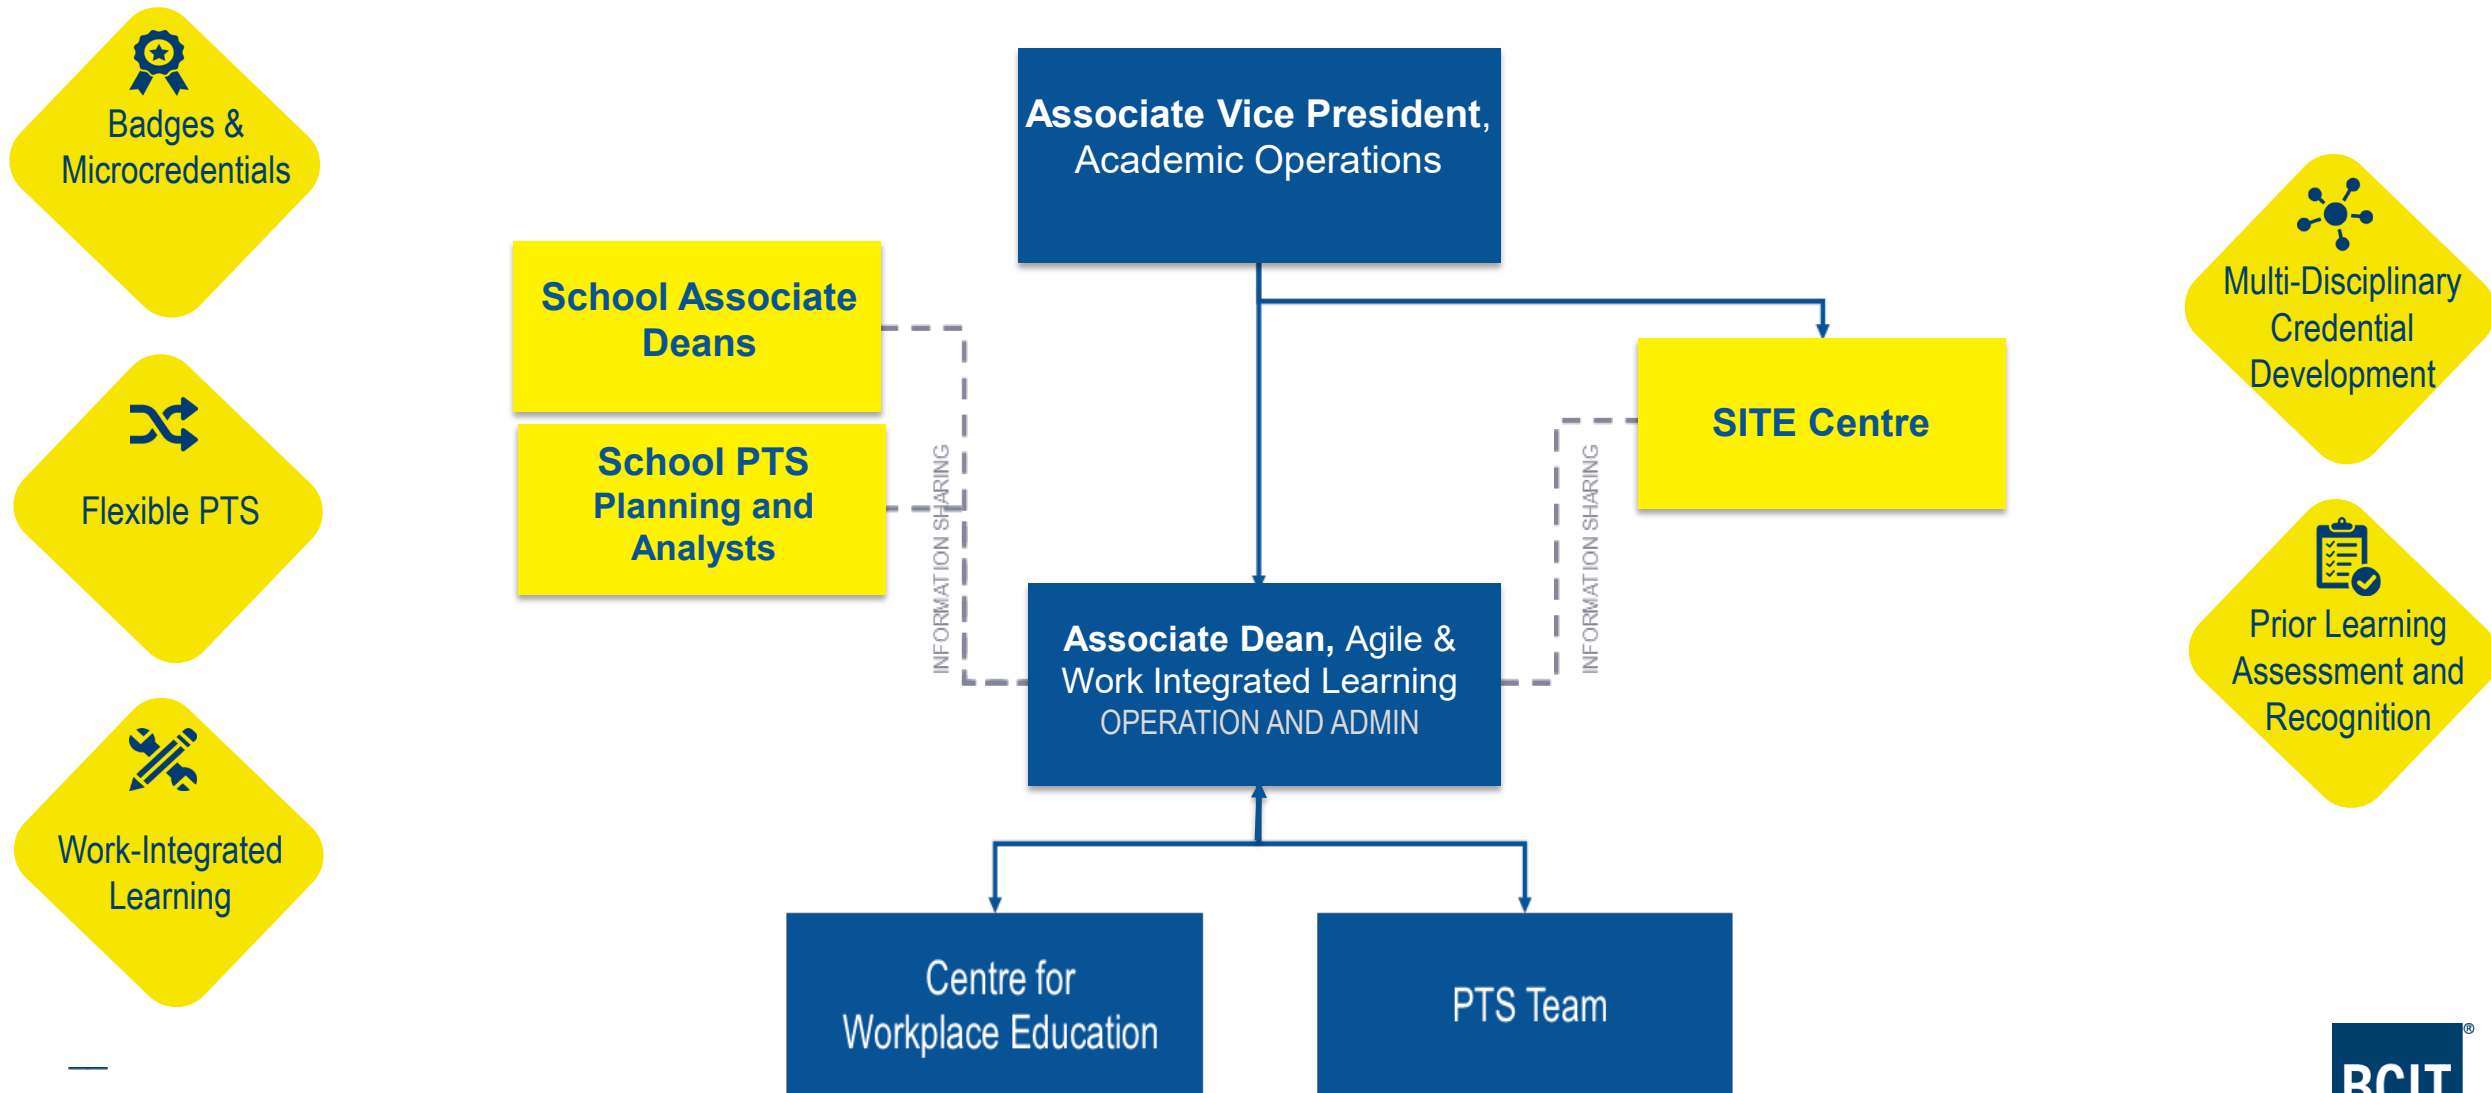 Badges &
Microcredentials
Flexible PTS
Work-Integrated
Learning
Associate Vice President,
Academic Operations
School Associate
Deans
School PTS
Planning and
Analysts
INFORMATION SHARING
SITE Centre
INFORMATION SHARING
Associate Dean, Agile &
Work Integrated Learning
OPERATION AND ADMIN
Centre for
Workplace Education
PTS Team
Multi-Disciplinary
Credential
Development
Prior Learning
Assessment and
Recognition
BCIT
®